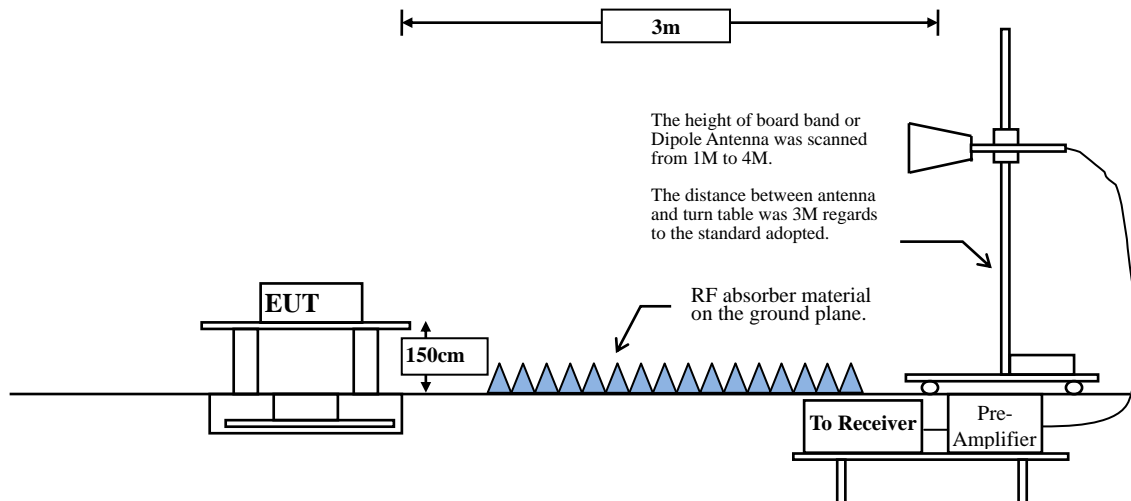 3m
The height of board band or
Dipole Antenna was scanned
from 1M to 4M.
The distance between antenna
and turn table was 3M regards
to the standard adopted.
RF absorber material
on the ground plane.
EUT
150cm
To Receiver
Pre-
Amplifier